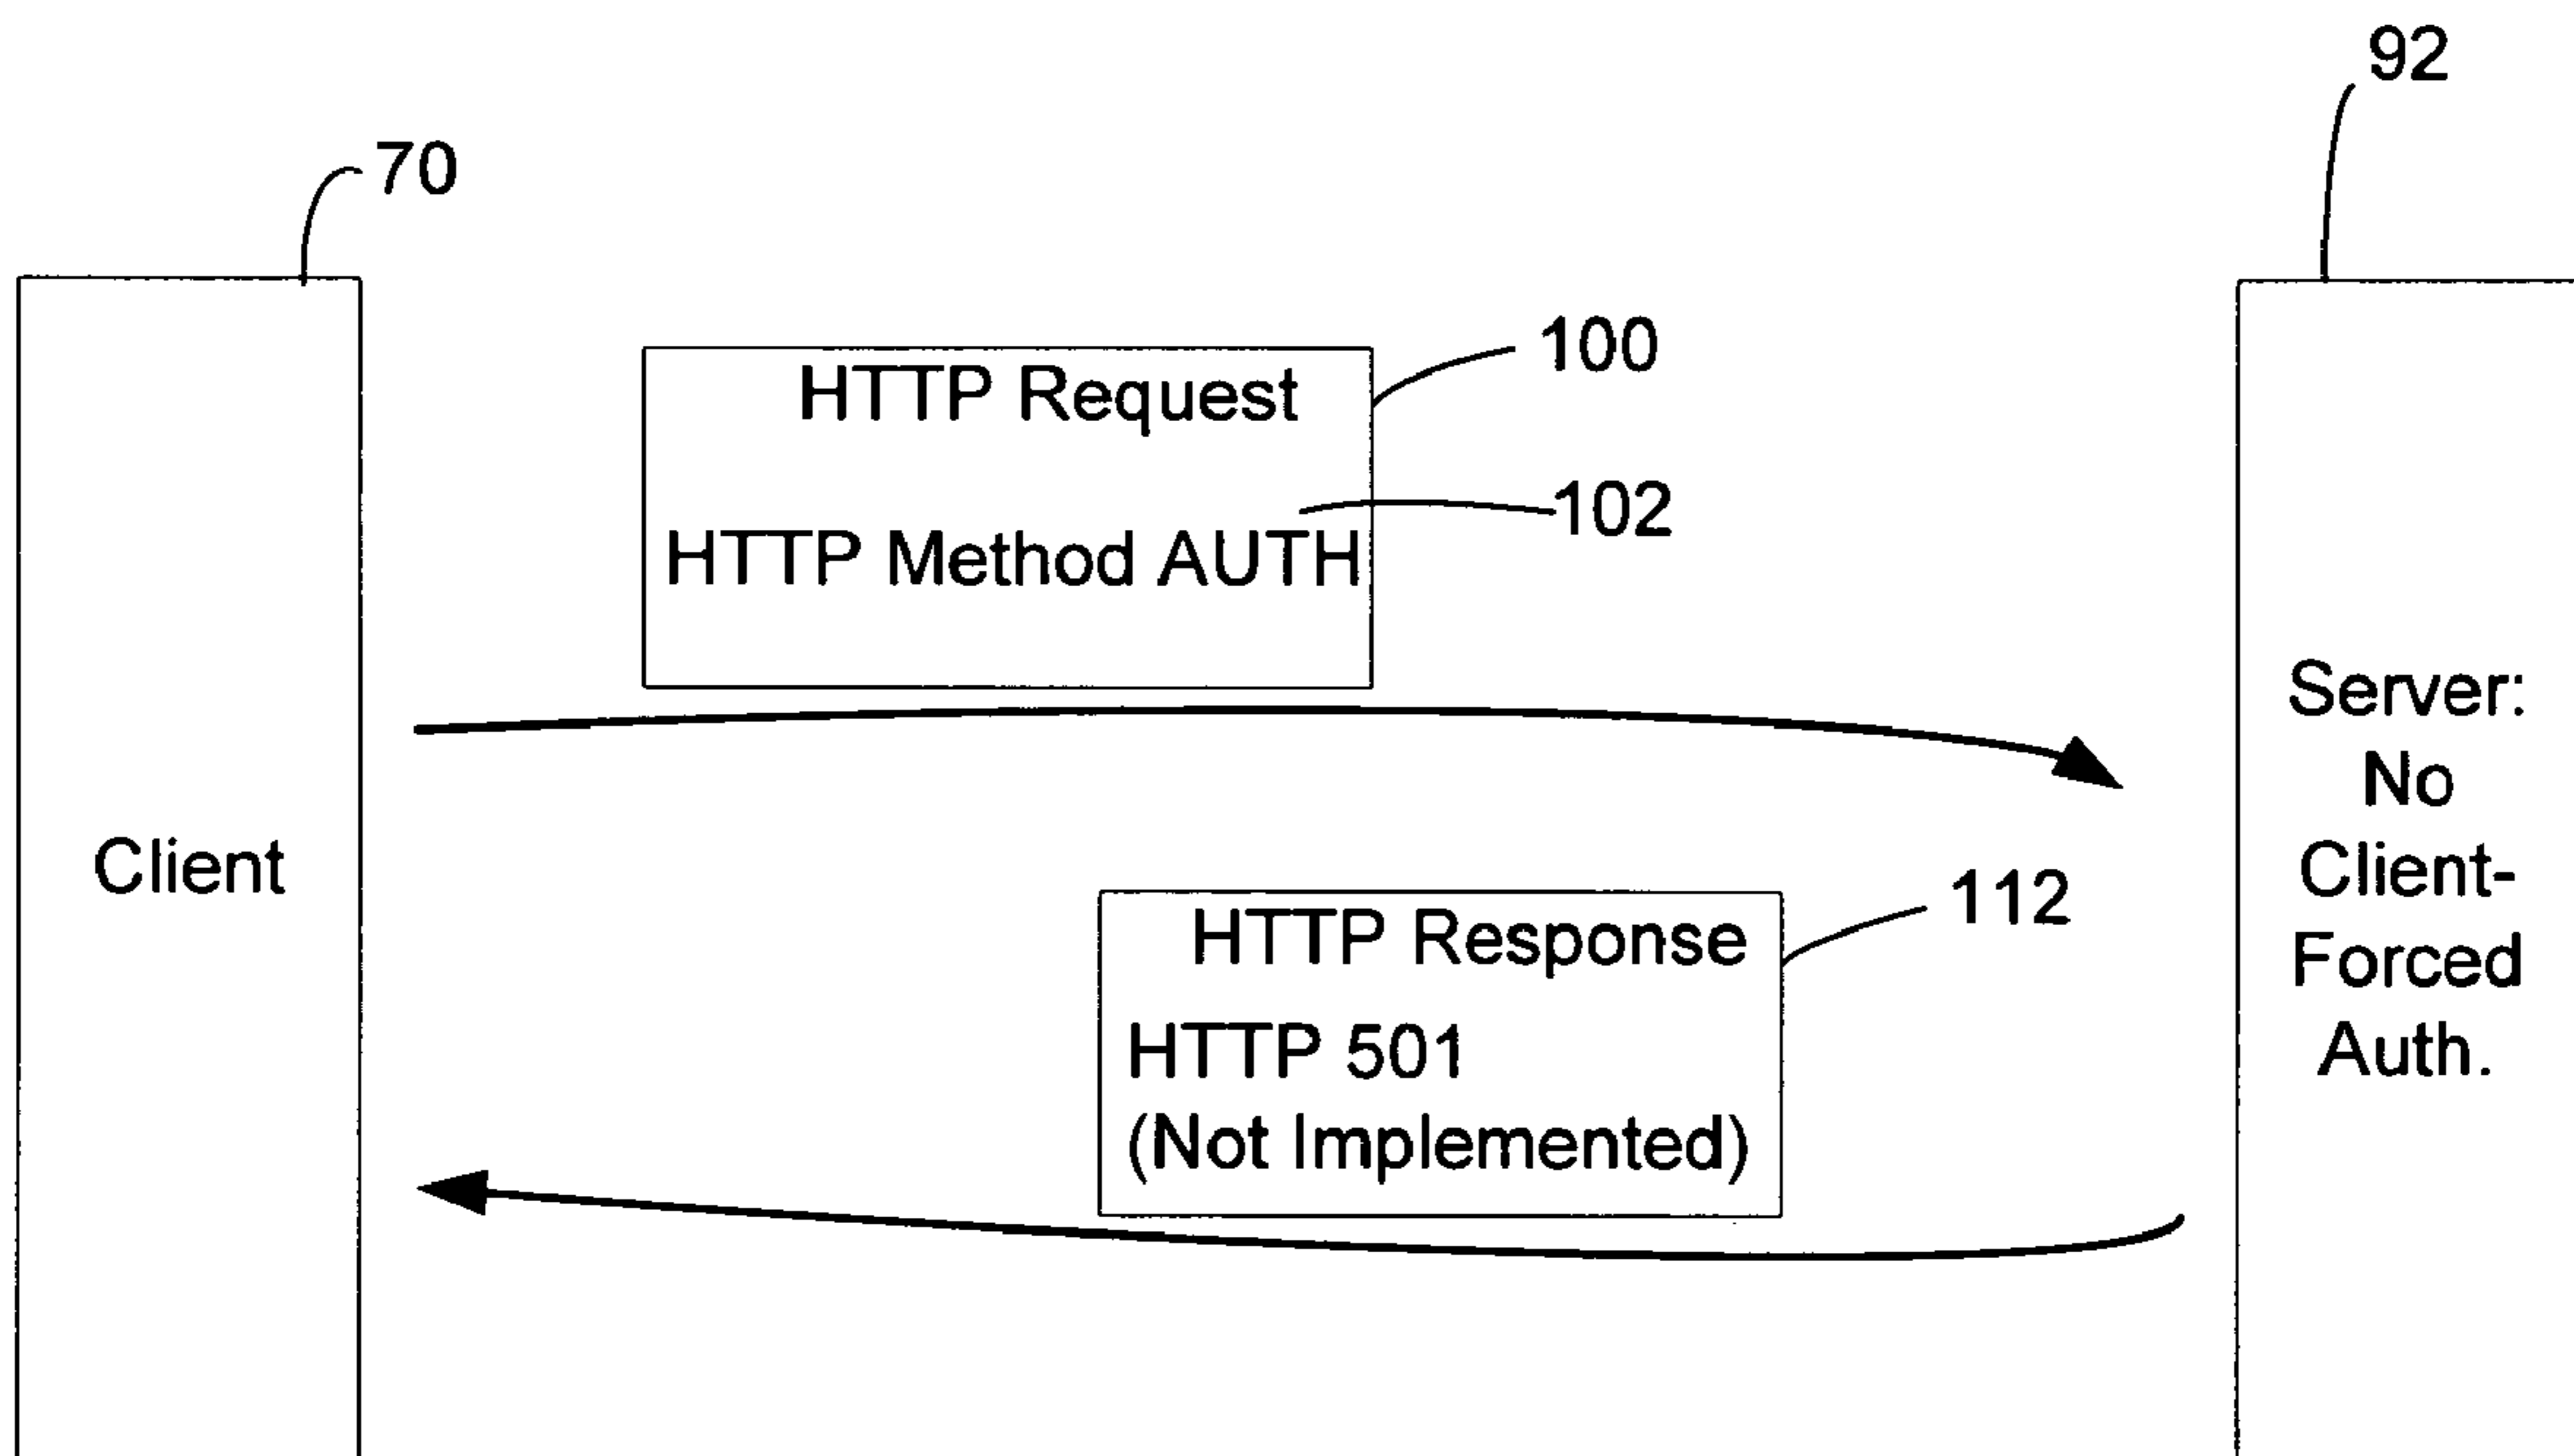 92
70
HTTP Request
100
HTTP Method AUTH
102
Client
Server:
No
Client-
Forced
Auth.
HTTP Response
112
HTTP 501
(Not Implemented)